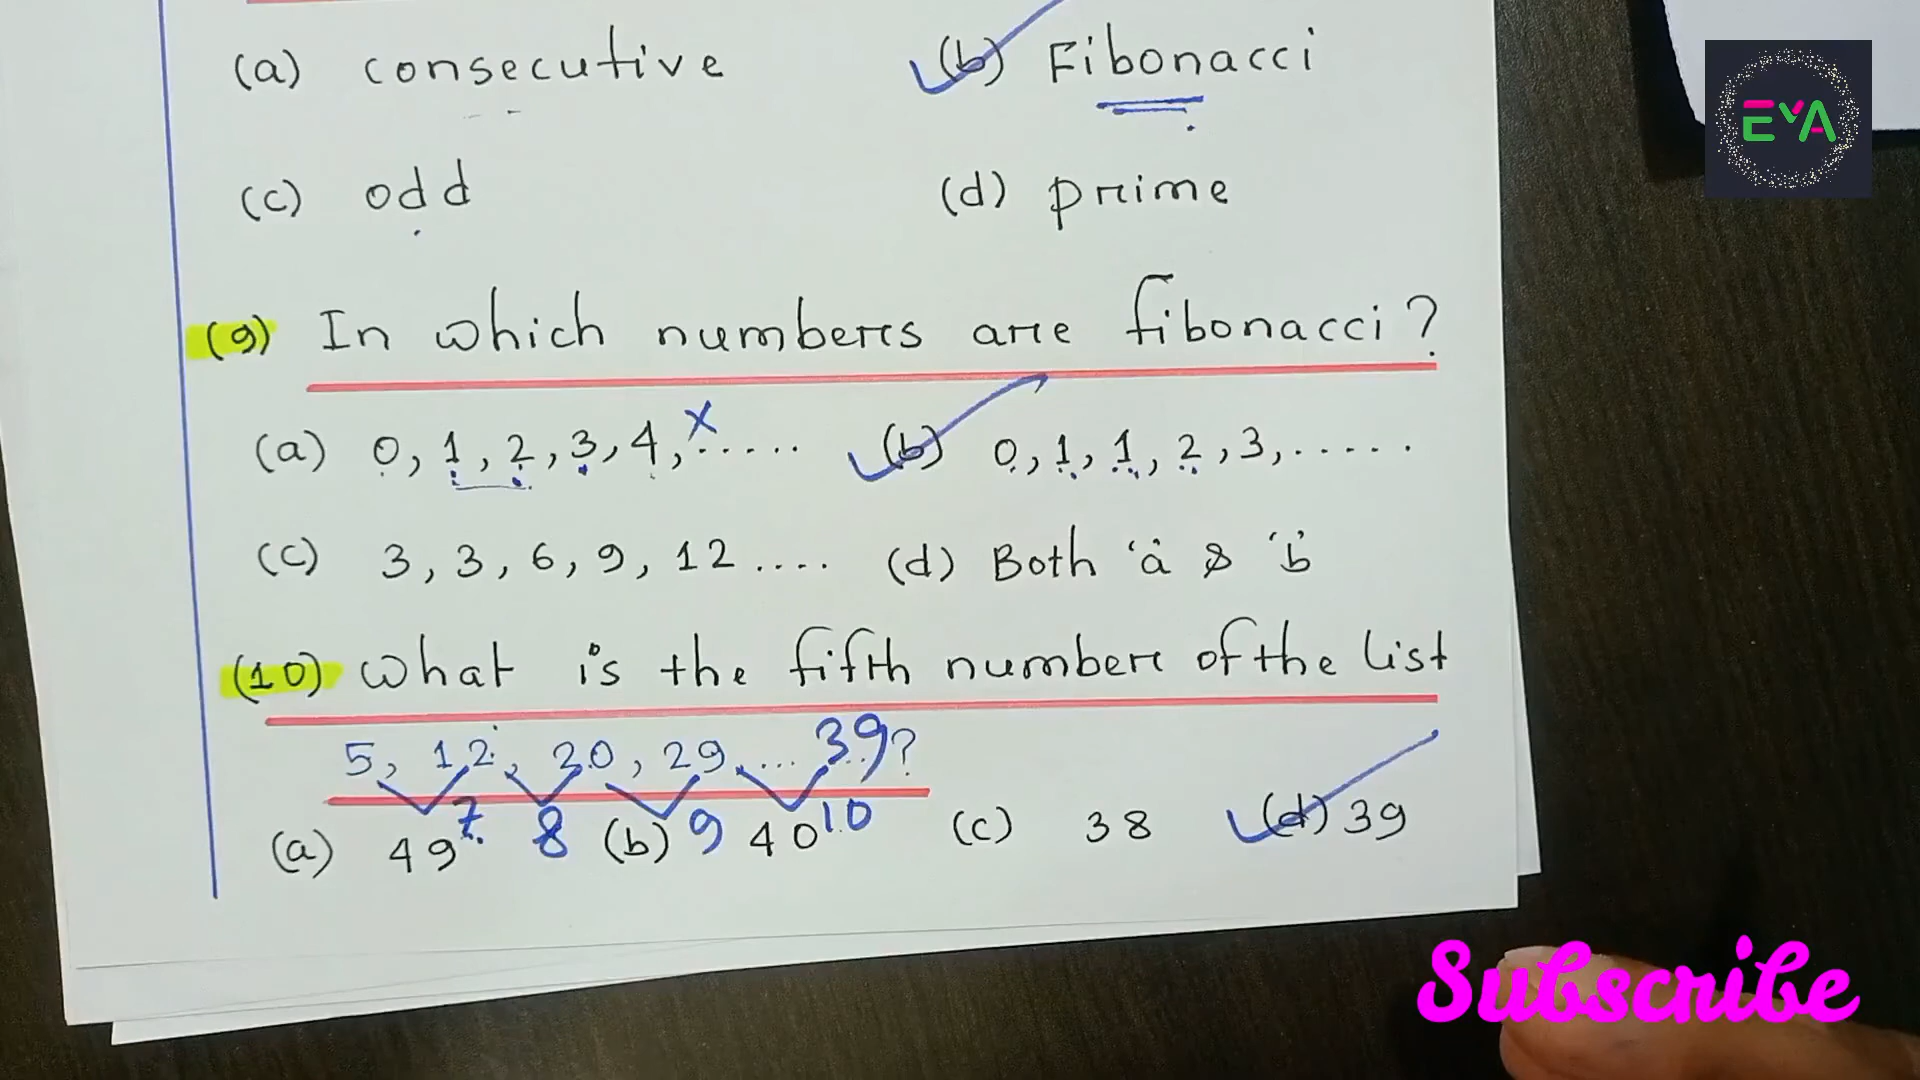 (a) consecutive (b) Fibonacci
EYA
(c) odd (d) prime
(9) In which numbers are fibonacci?
(a) 0, 1, 2, 3, 4, x ..... (b) 0, 1, 1, 2, 3, .....
(c) 3, 3, 6, 9, 12 .... (d) Both 'a' & 'b'
(10) What is the fifth number of the list
5, 12, 20, 29, ... 39?
7 8 9 10
(a) 49 (b) 40 (c) 38 (d) 39
Subscribe